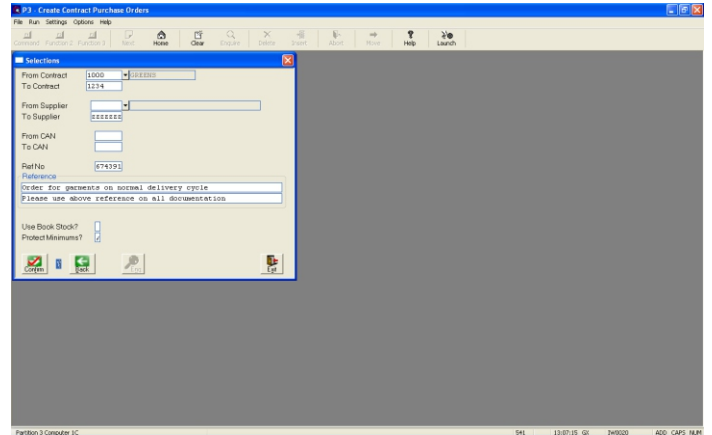 P3 - Create Contract Purchase Orders
File Run Settings Options Help
Command Function 2 Function 3 Next Home Clear Enquire Delete Insert Abort Move Help Launch
Selections
From Contract 1000 GREENS
To Contract 1234
From Supplier
To Supplier zzzzzzz
From CAN
To CAN
Ref No 674391
Reference
Order for garments on normal delivery cycle
Please use above reference on all documentation
Use Book Stock?
Protect Minimums?
Confirm Y Back End Exit
Partition 3 Computer 1C 541 13:07:15 GX IW8020 ADD CAPS NUM